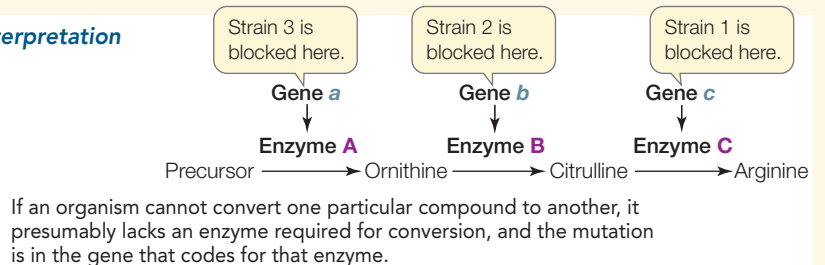 terpretation
Strain 3 is
blocked here.
Strain 2 is
blocked here.
Strain 1 is
blocked here.
Gene a
Gene b
Gene c
Enzyme A
Enzyme B
Enzyme C
Precursor
Ornithine
Citrulline
Arginine
If an organism cannot convert one particular compound to another, it
presumably lacks an enzyme required for conversion, and the mutation
is in the gene that codes for that enzyme.